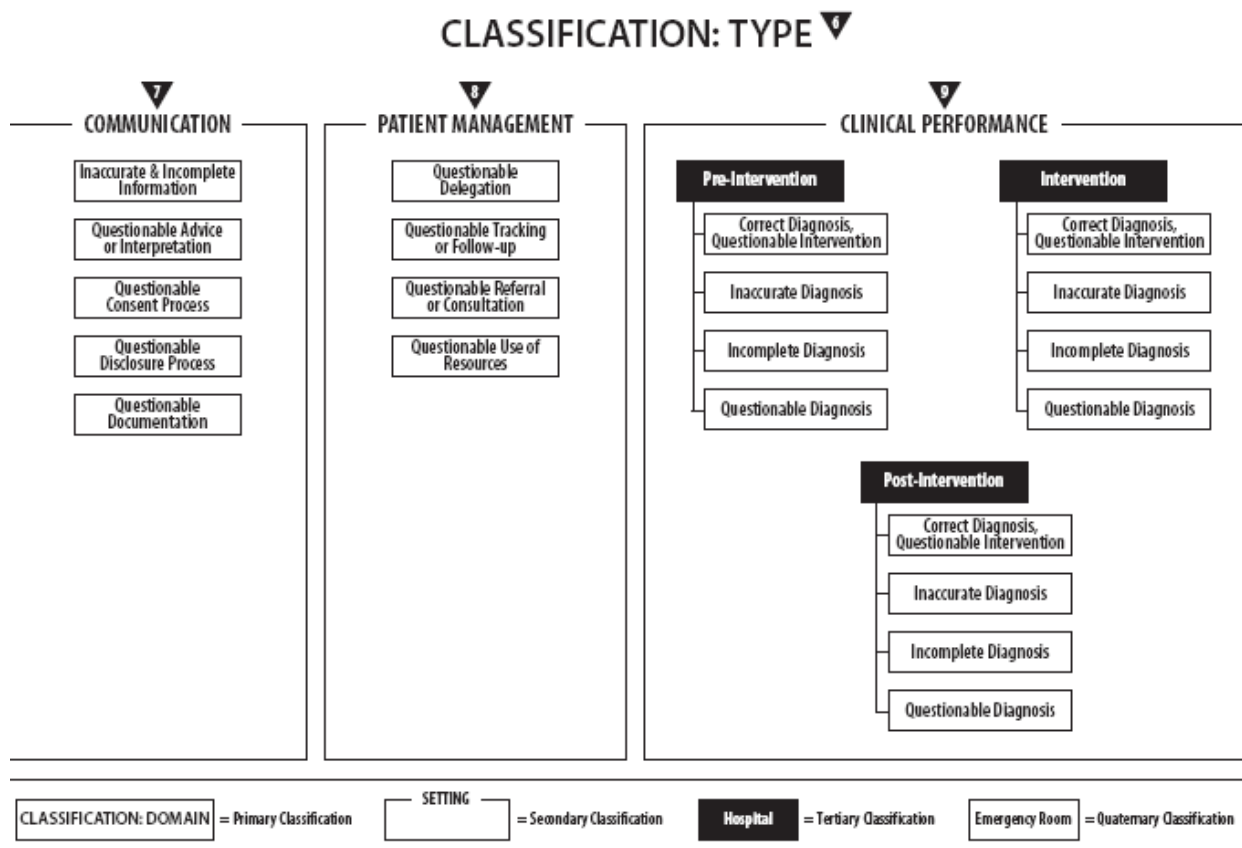 CLASSIFICATION: TYPE 6
7
COMMUNICATION
Inaccurate & Incomplete
Information
Questionable Advice
or Interpretation
Questionable
Consent Process
Questionable
Disclosure Process
Questionable
Documentation
8
PATIENT MANAGEMENT
Questionable
Delegation
Questionable Tracking
or Follow-up
Questionable Referral
or Consultation
Questionable Use of
Resources
9
CLINICAL PERFORMANCE
Pre-Intervention
Correct Diagnosis,
Questionable Intervention
Inaccurate Diagnosis
Incomplete Diagnosis
Questionable Diagnosis
Intervention
Correct Diagnosis,
Questionable Intervention
Inaccurate Diagnosis
Incomplete Diagnosis
Questionable Diagnosis
Post-Intervention
Correct Diagnosis,
Questionable Intervention
Inaccurate Diagnosis
Incomplete Diagnosis
Questionable Diagnosis
CLASSIFICATION: DOMAIN = Primary Classification
SETTING
= Secondary Classification
Hospital = Tertiary Classification
Emergency Room = Quaternary Classification